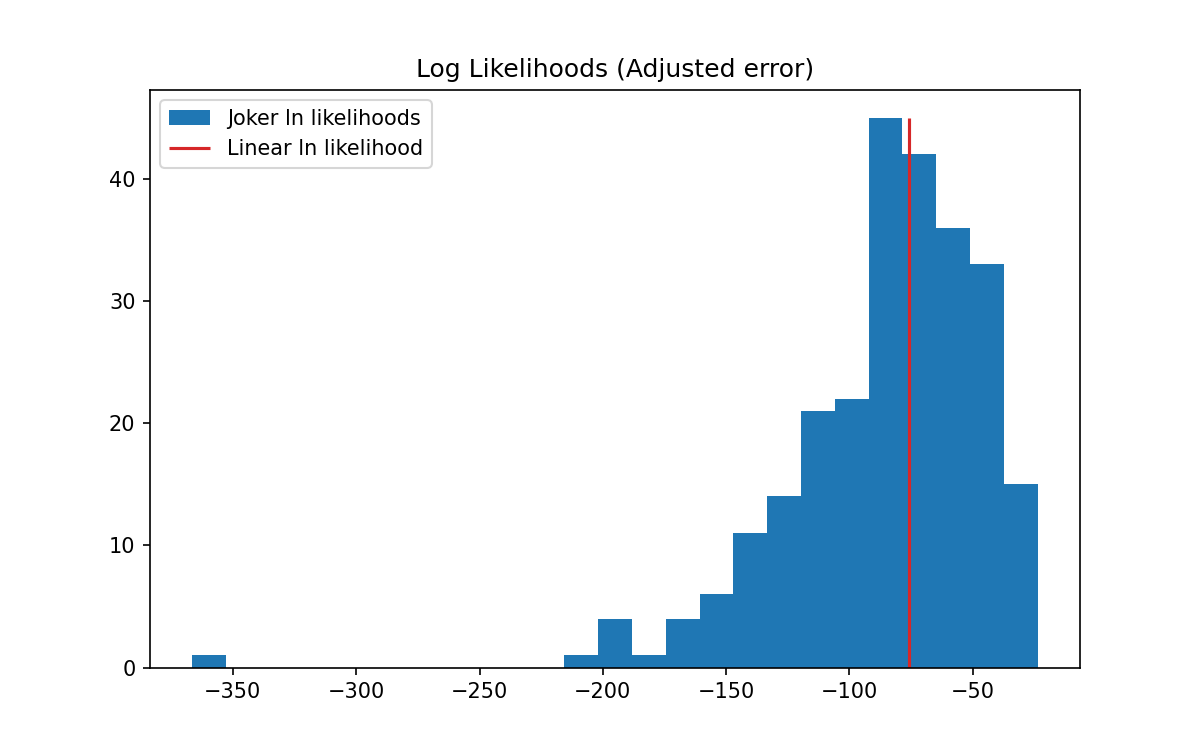 Log Likelihoods (Adjusted error)
Joker ln likelihoods
Linear ln likelihood
40
30
20
10
0
−350 −300 −250 −200 −150 −100 −50